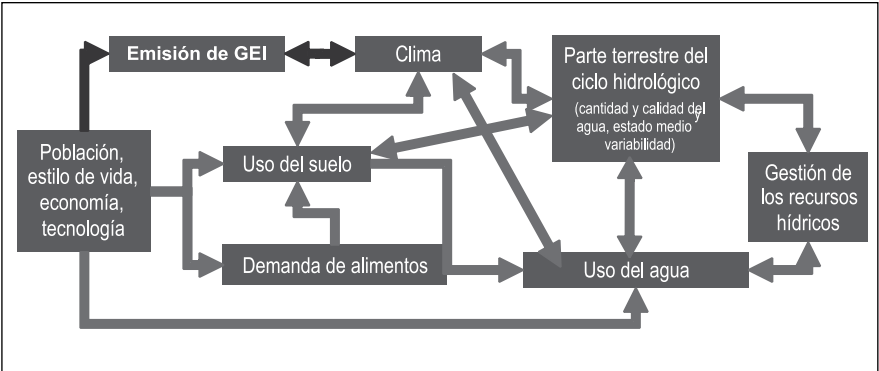 Emisión de GEI
Clima
Parte terrestre del
ciclo hidrológico
(cantidad y calidad del
agua, estado medio y
variabilidad)
Población,
estilo de vida,
economía,
tecnología
Uso del suelo
Gestión de
los recursos
hídricos
Demanda de alimentos
Uso del agua